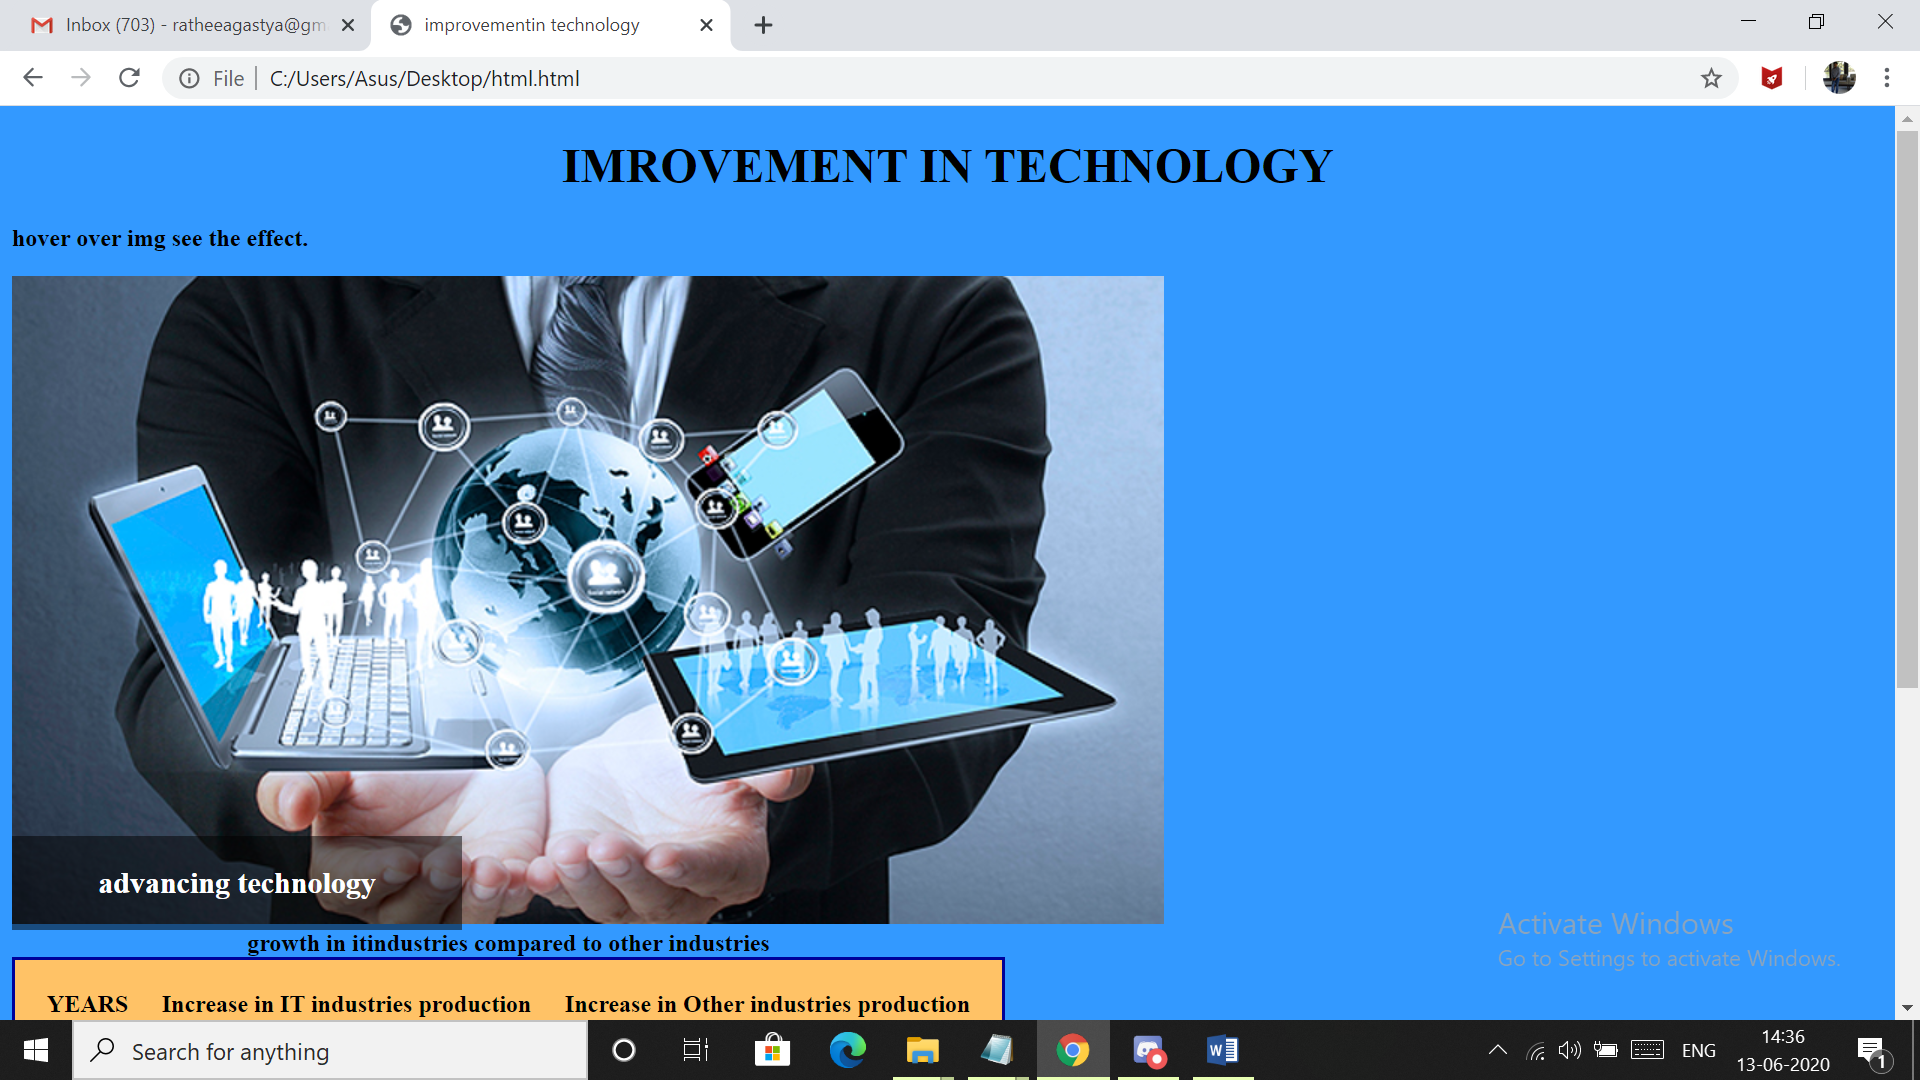 Inbox (703) - ratheeagastya@gm
improvementin technology
File
C:/Users/Asus/Desktop/html.html
IMROVEMENT IN TECHNOLOGY
hover over img see the effect.
advancing technology
growth in itindustries compared to other industries
YEARS Increase in IT industries production Increase in Other industries production
Activate Windows
Go to Settings to activate Windows.
Search for anything
ENG
14:36
13-06-2020
1